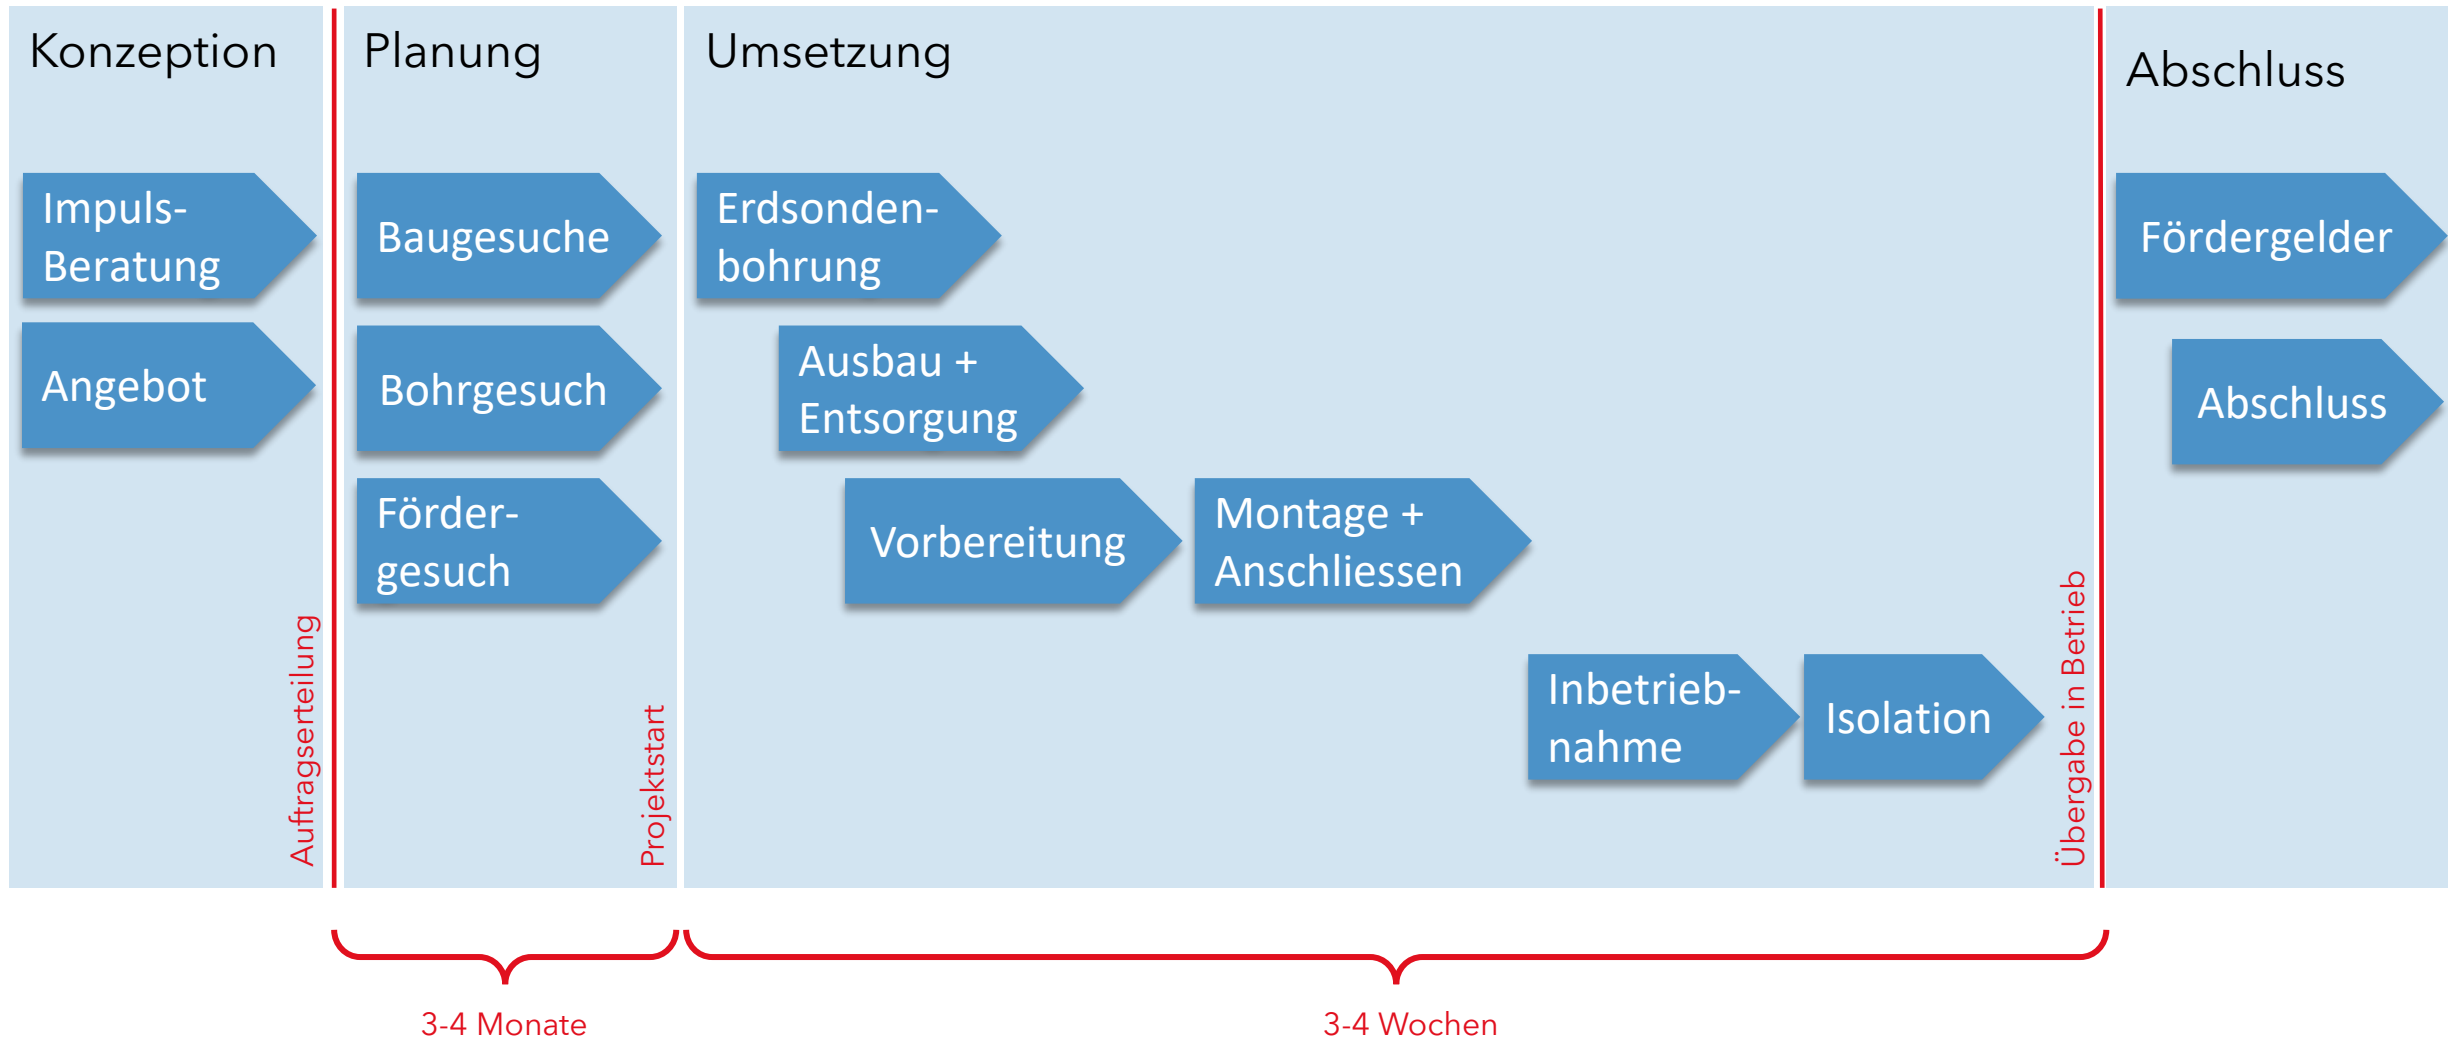 Konzeption
Impuls-
Beratung
Angebot
Auftragserteilung
Planung
Baugesuche
Bohrgesuch
Förder-
gesuch
Projektstart
Umsetzung
Erdsonden-
bohrung
Ausbau +
Entsorgung
Vorbereitung
Montage +
Anschliessen
Inbetrieb-
nahme
Isolation
Übergabe in Betrieb
Abschluss
Fördergelder
Abschluss
3-4 Monate
3-4 Wochen